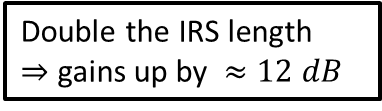 Double the IRS length
⇒ gains up by ≈ 12 dB